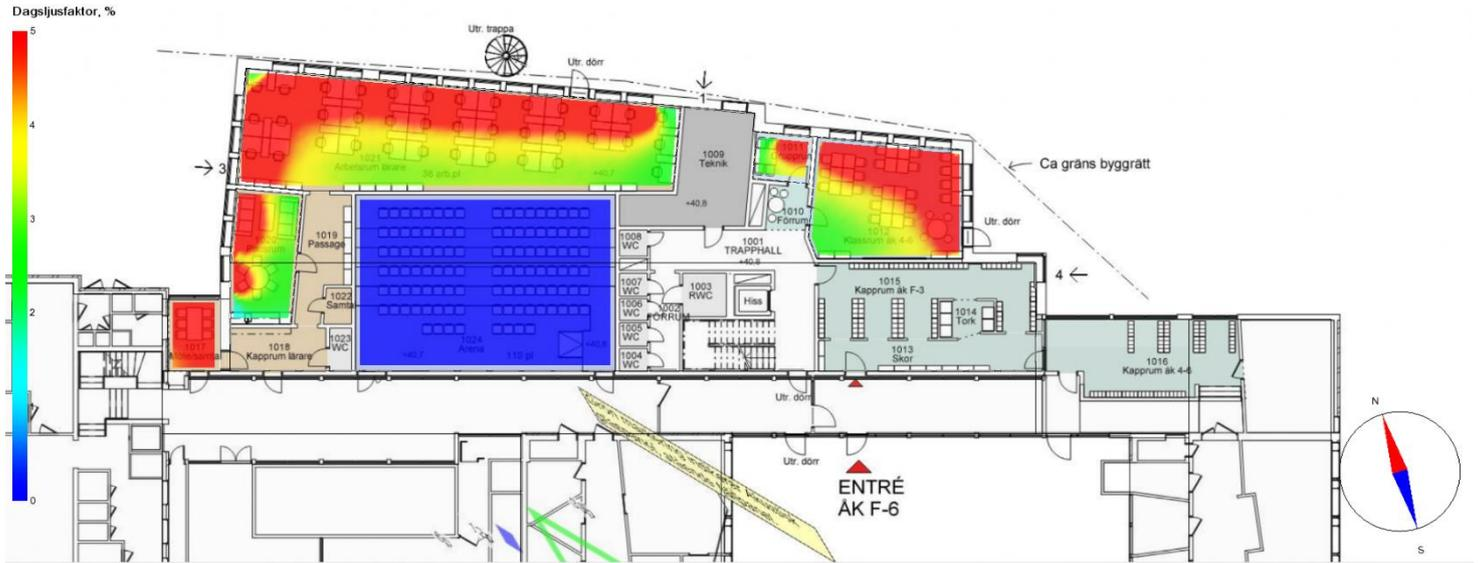 Dagsljusfaktor, %
5
4
3
2
0
Utr. trappa
Utr. dörr
1
3
1021
Arbetsrum lärare
36 arb.pl
+40,7
1009
Teknik
+40,8
1011
1010
Förrum
1012
Klassrum åk 4-6
Ca gräns byggrätt
Utr. dörr
4
1019
Passage
1008
WC
1001
TRAPPHALL
+40,8
1007
WC
1006
WC
1002
FÖRRUM
1003
RWC
Hiss
1005
WC
1004
WC
1015
Kapprum åk F-3
1014
Tork
1013
Skor
1016
Kapprum åk 4-6
1022
1023
WC
1017
1018
Kapprum lärare
+40,7
1024
Arena
110 pl
+40,8
Utr. dörr
Utr. dörr
ENTRÉ
ÅK F-6
N
S